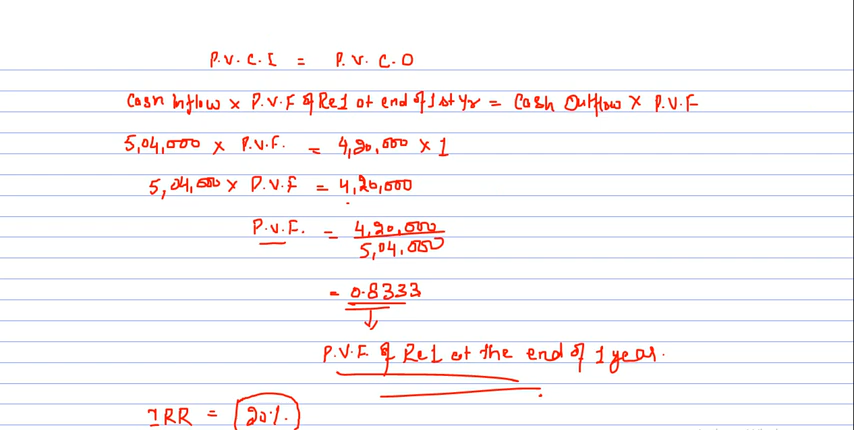 P.V.C.I = P.V.C.O
Cash Inflow x P.V.F of Re1 at end of 1st Yr = Cash Outflow x P.V.F
5,04,000 x P.V.F. = 4,20,000 x 1
5,04,000 x P.V.F = 4,20,000
P.V.F. = 4,20,000
5,04,000
= 0.8333
P.V.F. of Re1 at the end of 1 year.
IRR = 20%